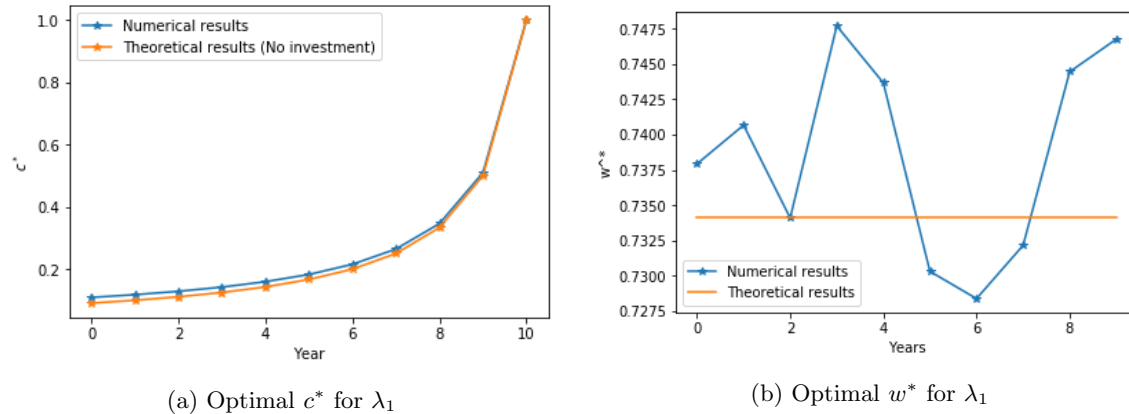 1.0
0.8
0.6
0.4
0.2
c*
0 2 4 6 8 10
Year
Numerical results
Theoretical results (No investment)
(a) Optimal c* for λ₁
0.7475
0.7450
0.7425
0.7400
0.7375
0.7350
0.7325
0.7300
0.7275
w^*
0 2 4 6 8
Years
Numerical results
Theoretical results
(b) Optimal w* for λ₁